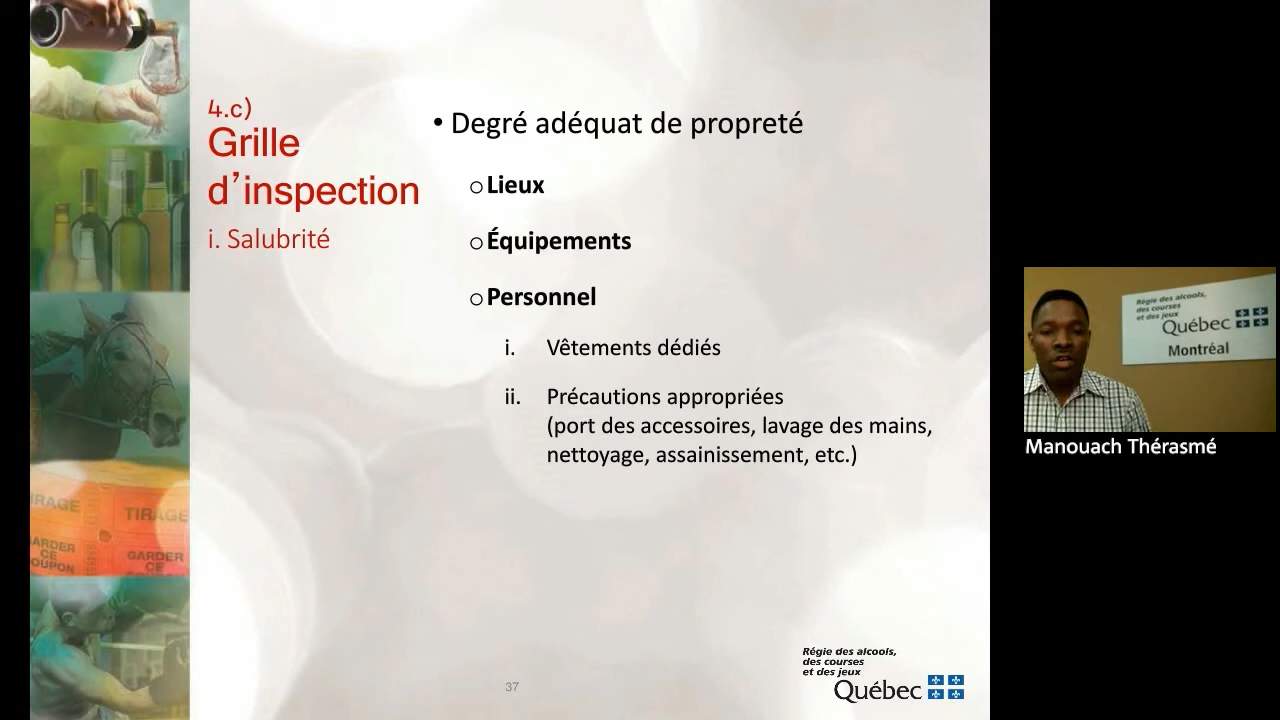 4.c)
Grille
d'inspection
i. Salubrité
• Degré adéquat de propreté
o Lieux
o Équipements
o Personnel
i. Vêtements dédiés
ii. Précautions appropriées
(port des accessoires, lavage des mains,
nettoyage, assainissement, etc.)
TIRAGE
GARDER
CE
COUPON
TIRAGE
GARDER
CE
37
Régie des alcools,
des courses
et des jeux
Québec
Régie des alcools,
des courses
et des jeux
Québec
Montréal
Manouach Thérasmé